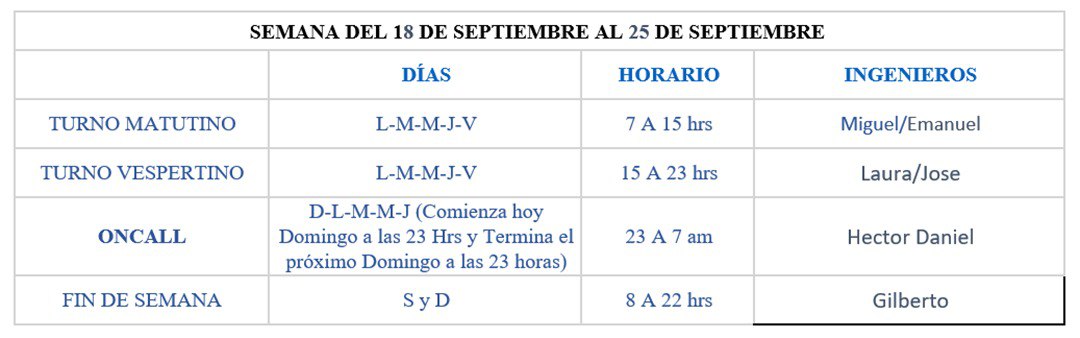 SEMANA DEL 18 DE SEPTIEMBRE AL 25 DE SEPTIEMBRE
DÍAS HORARIO INGENIEROS
TURNO MATUTINO L-M-M-J-V 7 A 15 hrs Miguel/Emanuel
TURNO VESPERTINO L-M-M-J-V 15 A 23 hrs Laura/Jose
ONCALL D-L-M-M-J (Comienza hoy
Domingo a las 23 Hrs y Termina el
próximo Domingo a las 23 horas) 23 A 7 am Hector Daniel
FIN DE SEMANA S y D 8 A 22 hrs Gilberto